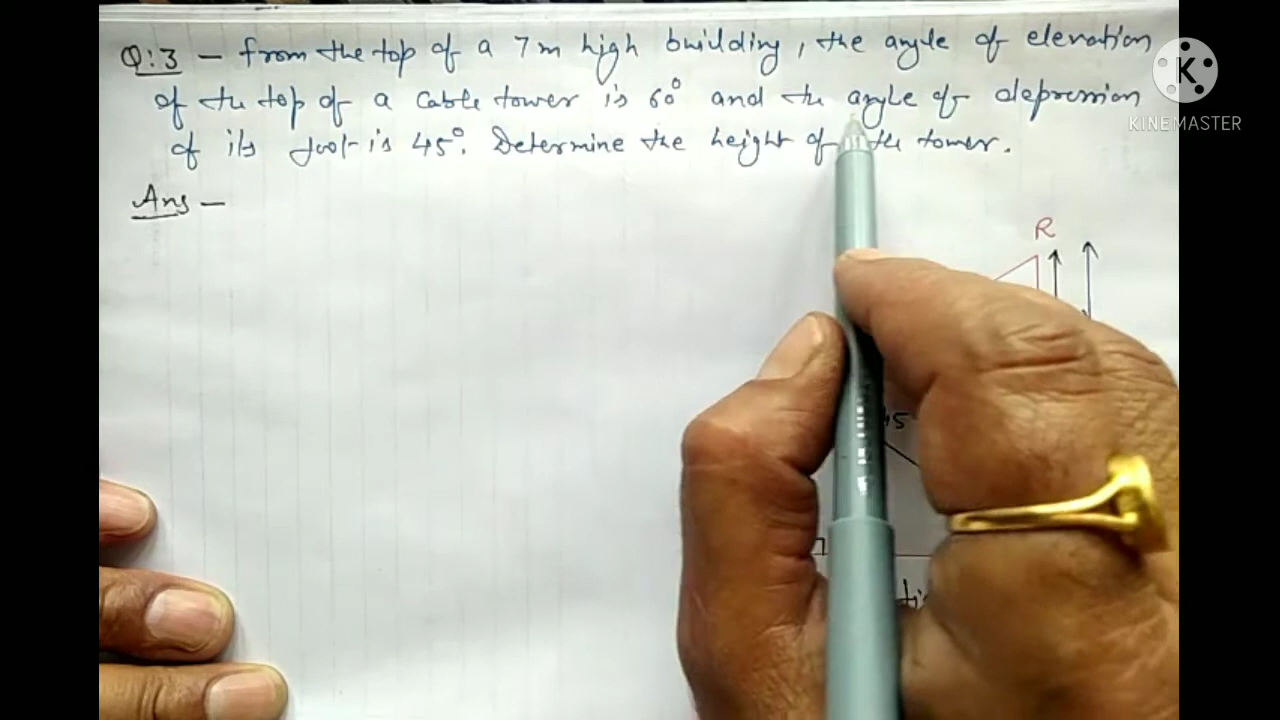 Q:3 - from the top of a 7m high building, the angle of elevation
of the top of a cable tower is 60° and the angle of depression
of its foot is 45°. Determine the height of the tower.
Ans -
R
45
K
KINEMASTER